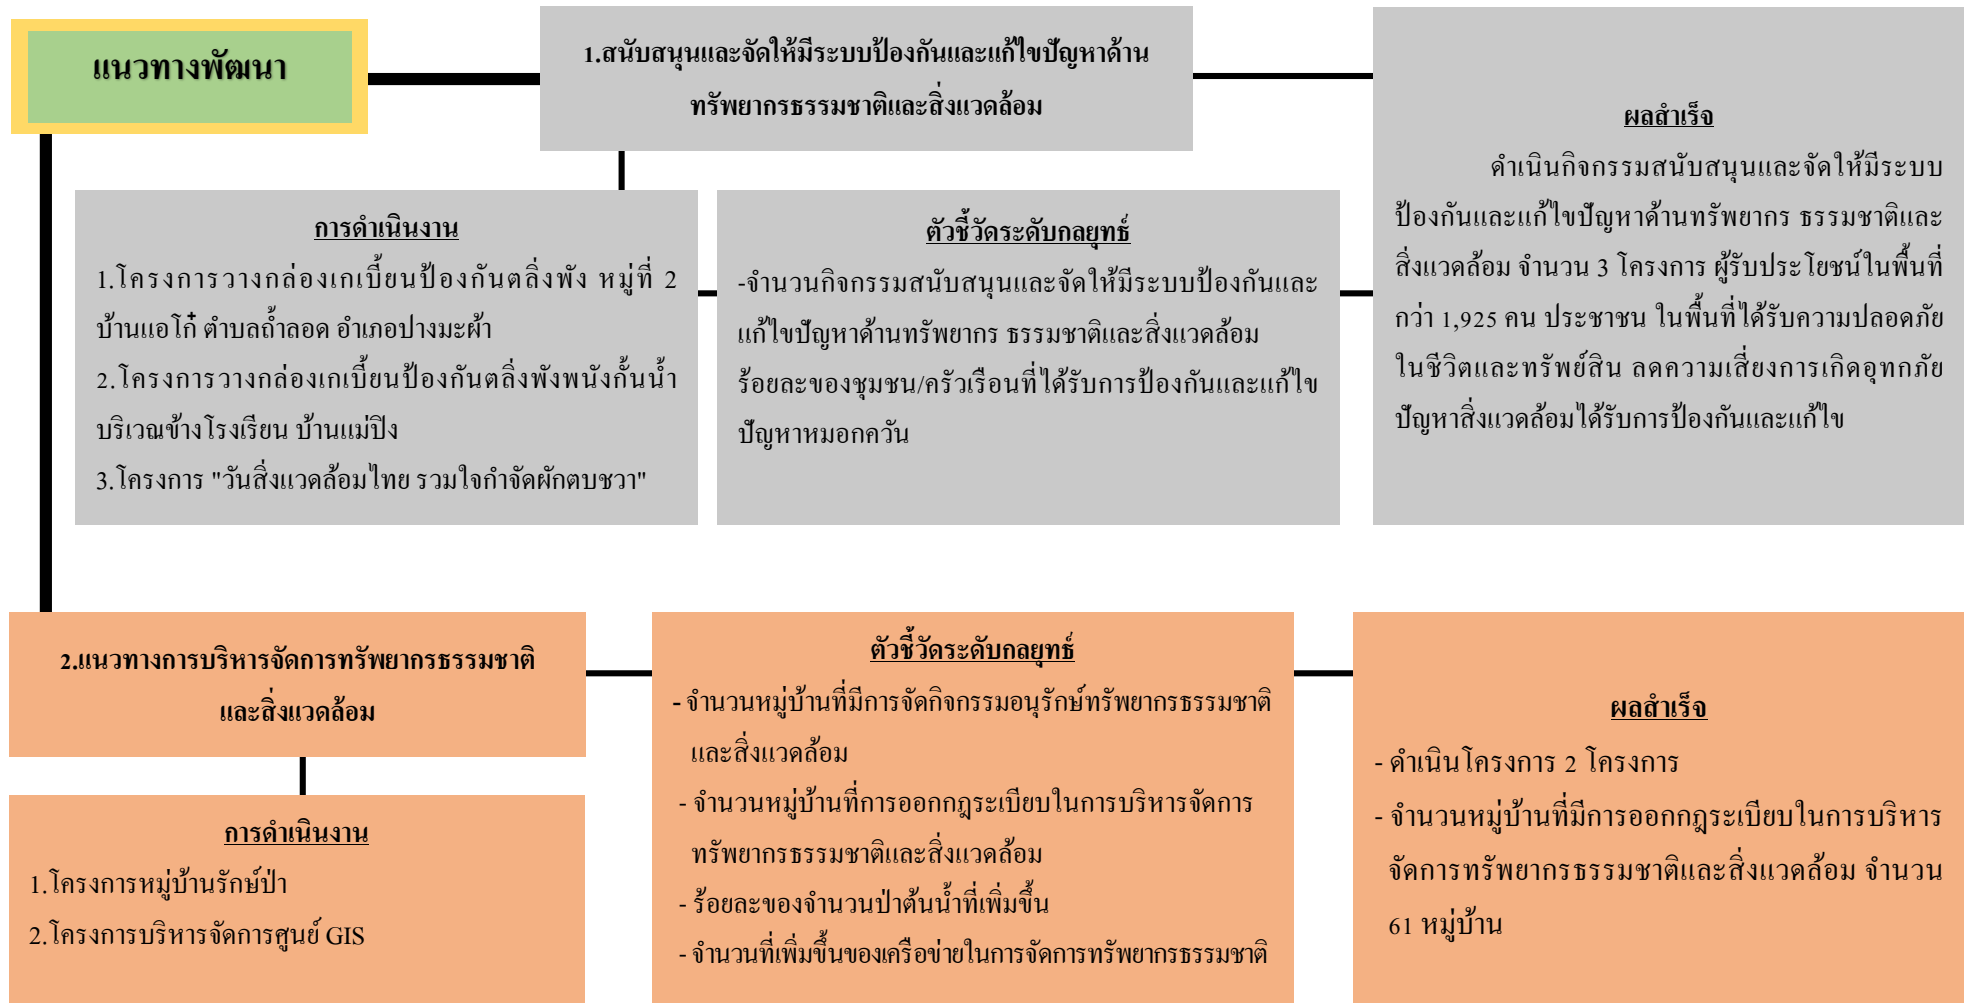 แนวทางพัฒนา
1.สนับสนุนและจัดให้มีระบบป้องกันและแก้ไขปัญหาด้าน
ทรัพยากรธรรมชาติและสิ่งแวดล้อม
การดำเนินงาน
1.โครงการวางกล่องเกเบี้ยนป้องกันตลิ่งพัง หมู่ที่ 2
บ้านแอโก๋ ตำบลถ้ำลอด อำเภอปางมะผ้า
2.โครงการวางกล่องเกเบี้ยนป้องกันตลิ่งพังพนังกั้นน้ำ
บริเวณข้างโรงเรียน บ้านแม่ปิง
3.โครงการ "วันสิ่งแวดล้อมไทย รวมใจกำจัดผักตบชวา"
ตัวชี้วัดระดับกลยุทธ์
-จำนวนกิจกรรมสนับสนุนและจัดให้มีระบบป้องกันและ
แก้ไขปัญหาด้านทรัพยากร ธรรมชาติและสิ่งแวดล้อม
ร้อยละของชุมชน/ครัวเรือนที่ได้รับการป้องกันและแก้ไข
ปัญหาหมอกควัน
ผลสำเร็จ
ดำเนินกิจกรรมสนับสนุนและจัดให้มีระบบ
ป้องกันและแก้ไขปัญหาด้านทรัพยากร ธรรมชาติและ
สิ่งแวดล้อม จำนวน 3 โครงการ ผู้รับประโยชน์ในพื้นที่
กว่า 1,925 คน ประชาชน ในพื้นที่ได้รับความปลอดภัย
ในชีวิตและทรัพย์สิน ลดความเสี่ยงการเกิดอุทกภัย
ปัญหาสิ่งแวดล้อมได้รับการป้องกันและแก้ไข
2.แนวทางการบริหารจัดการทรัพยากรธรรมชาติ
และสิ่งแวดล้อม
การดำเนินงาน
1.โครงการหมู่บ้านรักษ์ป่า
2.โครงการบริหารจัดการศูนย์ GIS
ตัวชี้วัดระดับกลยุทธ์
- จำนวนหมู่บ้านที่มีการจัดกิจกรรมอนุรักษ์ทรัพยากรธรรมชาติ
และสิ่งแวดล้อม
- จำนวนหมู่บ้านที่การออกกฎระเบียบในการบริหารจัดการ
ทรัพยากรธรรมชาติและสิ่งแวดล้อม
- ร้อยละของจำนวนป่าต้นน้ำที่เพิ่มขึ้น
- จำนวนที่เพิ่มขึ้นของเครือข่ายในการจัดการทรัพยากรธรรมชาติ
ผลสำเร็จ
- ดำเนินโครงการ 2 โครงการ
- จำนวนหมู่บ้านที่มีการออกกฎระเบียบในการบริหาร
จัดการทรัพยากรธรรมชาติและสิ่งแวดล้อม จำนวน
61 หมู่บ้าน